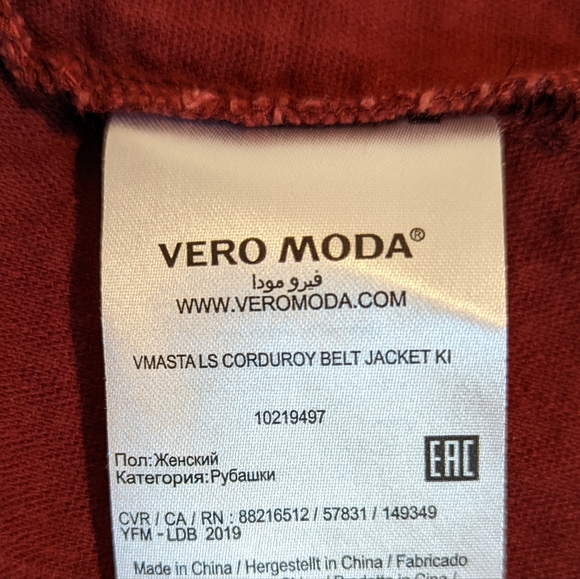 VERO MODA®
فيرو مودا
WWW.VEROMODA.COM
VMASTA LS CORDUROY BELT JACKET KI
10219497
EAC
Пол:Женский
Категория:Рубашки
CVR / CA / RN : 88216512 / 57831 / 149349
YFM - LDB 2019
Made in China / Hergestellt in China / Fabricado